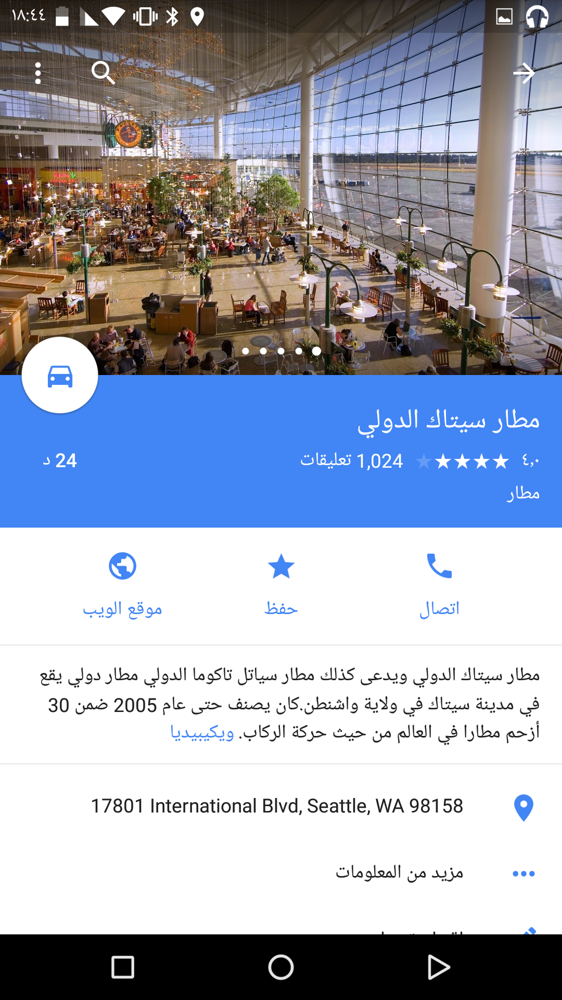 ١٨:٤٤
PACIFIC
مطار سيتاك الدولي
٤,٠ 1,024 تعليقات
24 د
مطار
اتصال
حفظ
موقع الويب
مطار سيتاك الدولي ويدعى كذلك مطار سياتل تاكوما الدولي مطار دولي يقع
في مدينة سيتاك في ولاية واشنطن.كان يصنف حتى عام 2005 ضمن 30
أزحم مطارا في العالم من حيث حركة الركاب. ويكيبيديا
17801 International Blvd, Seattle, WA 98158
مزيد من المعلومات